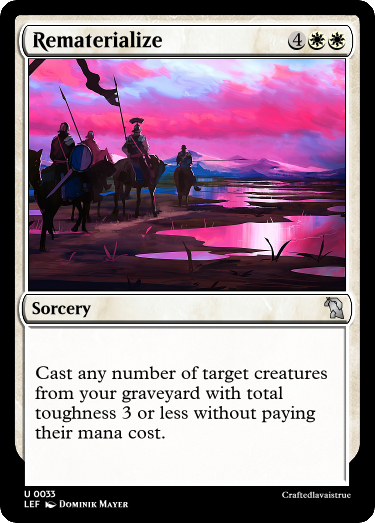 Rematerialize 4
Sorcery
Cast any number of target creatures
from your graveyard with total
toughness 3 or less without paying
their mana cost.
U 0033
LEF Dominik Mayer
Craftedlavaistrue